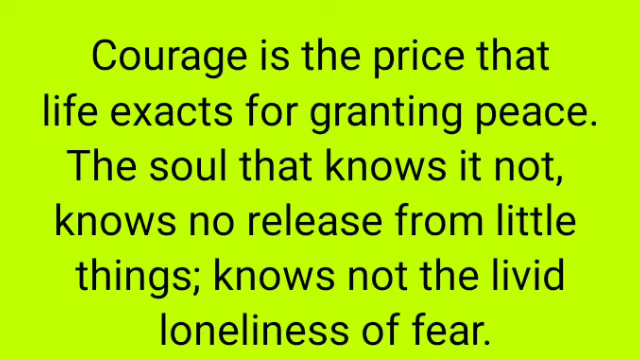 Courage is the price that
life exacts for granting peace.
The soul that knows it not,
knows no release from little
things; knows not the livid
loneliness of fear.